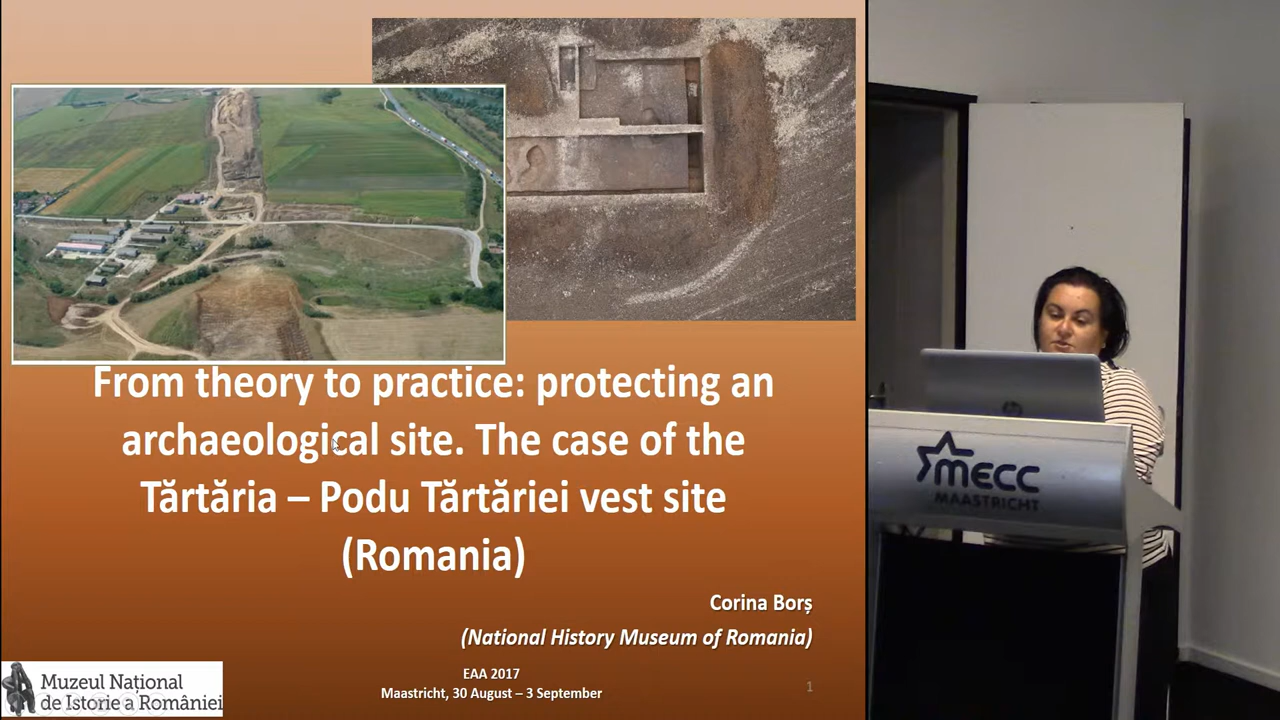 From theory to practice: protecting an
archaeological site. The case of the
Tărtăria – Podu Tărtăriei vest site
(Romania)
Corina Borș
(National History Museum of Romania)
EAA 2017
Maastricht, 30 August – 3 September
1
Muzeul Național
de Istorie a României
hp
mecc
MAASTRICHT